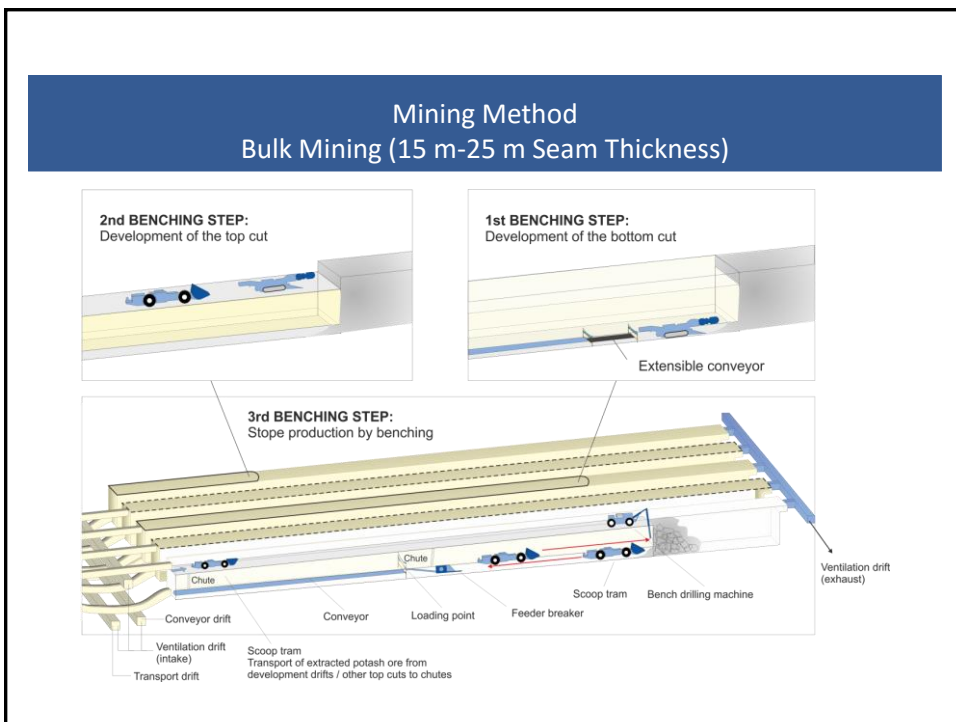 Mining Method
Bulk Mining (15 m-25 m Seam Thickness)
2nd BENCHING STEP:
Development of the top cut
1st BENCHING STEP:
Development of the bottom cut
Extensible conveyor
3rd BENCHING STEP:
Stope production by benching
Chute
Chute
Ventilation drift
(exhaust)
Scoop tram
Bench drilling machine
Conveyor drift
Conveyor
Loading point
Feeder breaker
Ventilation drift
(intake)
Transport drift
Scoop tram
Transport of extracted potash ore from
development drifts / other top cuts to chutes